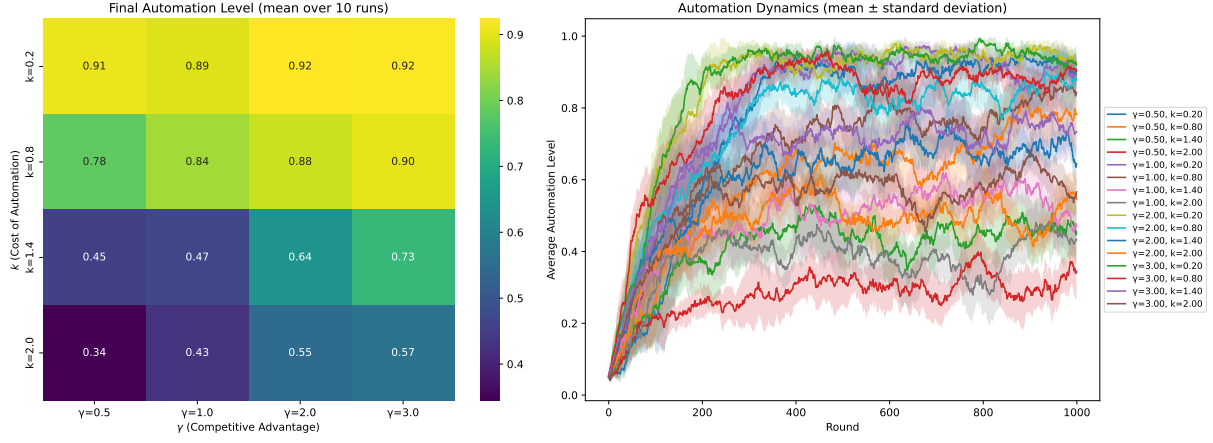 Final Automation Level (mean over 10 runs)
k (Cost of Automation)
k=0.2
k=0.8
k=1.4
k=2.0
0.91 0.89 0.92 0.92
0.78 0.84 0.88 0.90
0.45 0.47 0.64 0.73
0.34 0.43 0.55 0.57
γ=0.5 γ=1.0 γ=2.0 γ=3.0
γ (Competitive Advantage)
0.9
0.8
0.7
0.6
0.5
0.4
Automation Dynamics (mean ± standard deviation)
Average Automation Level
1.0
0.8
0.6
0.4
0.2
0.0
0 200 400 600 800 1000
Round
γ=0.50, k=0.20
γ=0.50, k=0.80
γ=0.50, k=1.40
γ=0.50, k=2.00
γ=1.00, k=0.20
γ=1.00, k=0.80
γ=1.00, k=1.40
γ=1.00, k=2.00
γ=2.00, k=0.20
γ=2.00, k=0.80
γ=2.00, k=1.40
γ=2.00, k=2.00
γ=3.00, k=0.20
γ=3.00, k=0.80
γ=3.00, k=1.40
γ=3.00, k=2.00